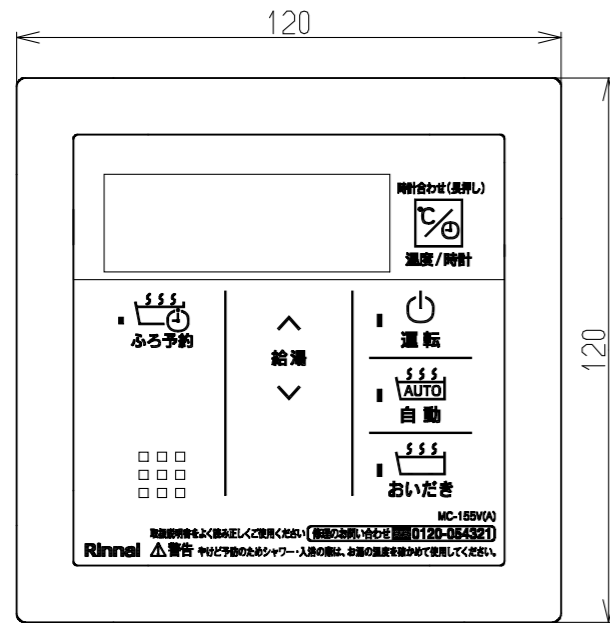 120
120
時計合わせ(長押し)
℃/
温度/時計
ふろ予約
給湯
運転
AUTO
自動
おいだき
MC-155V(A)
取扱説明書をよく読み正しくご使用ください 修理のお問い合わせ 0120-054321
Rinnai 警告 やけど予防のためシャワー・入浴の際は、お湯の温度を確かめて使用してください。